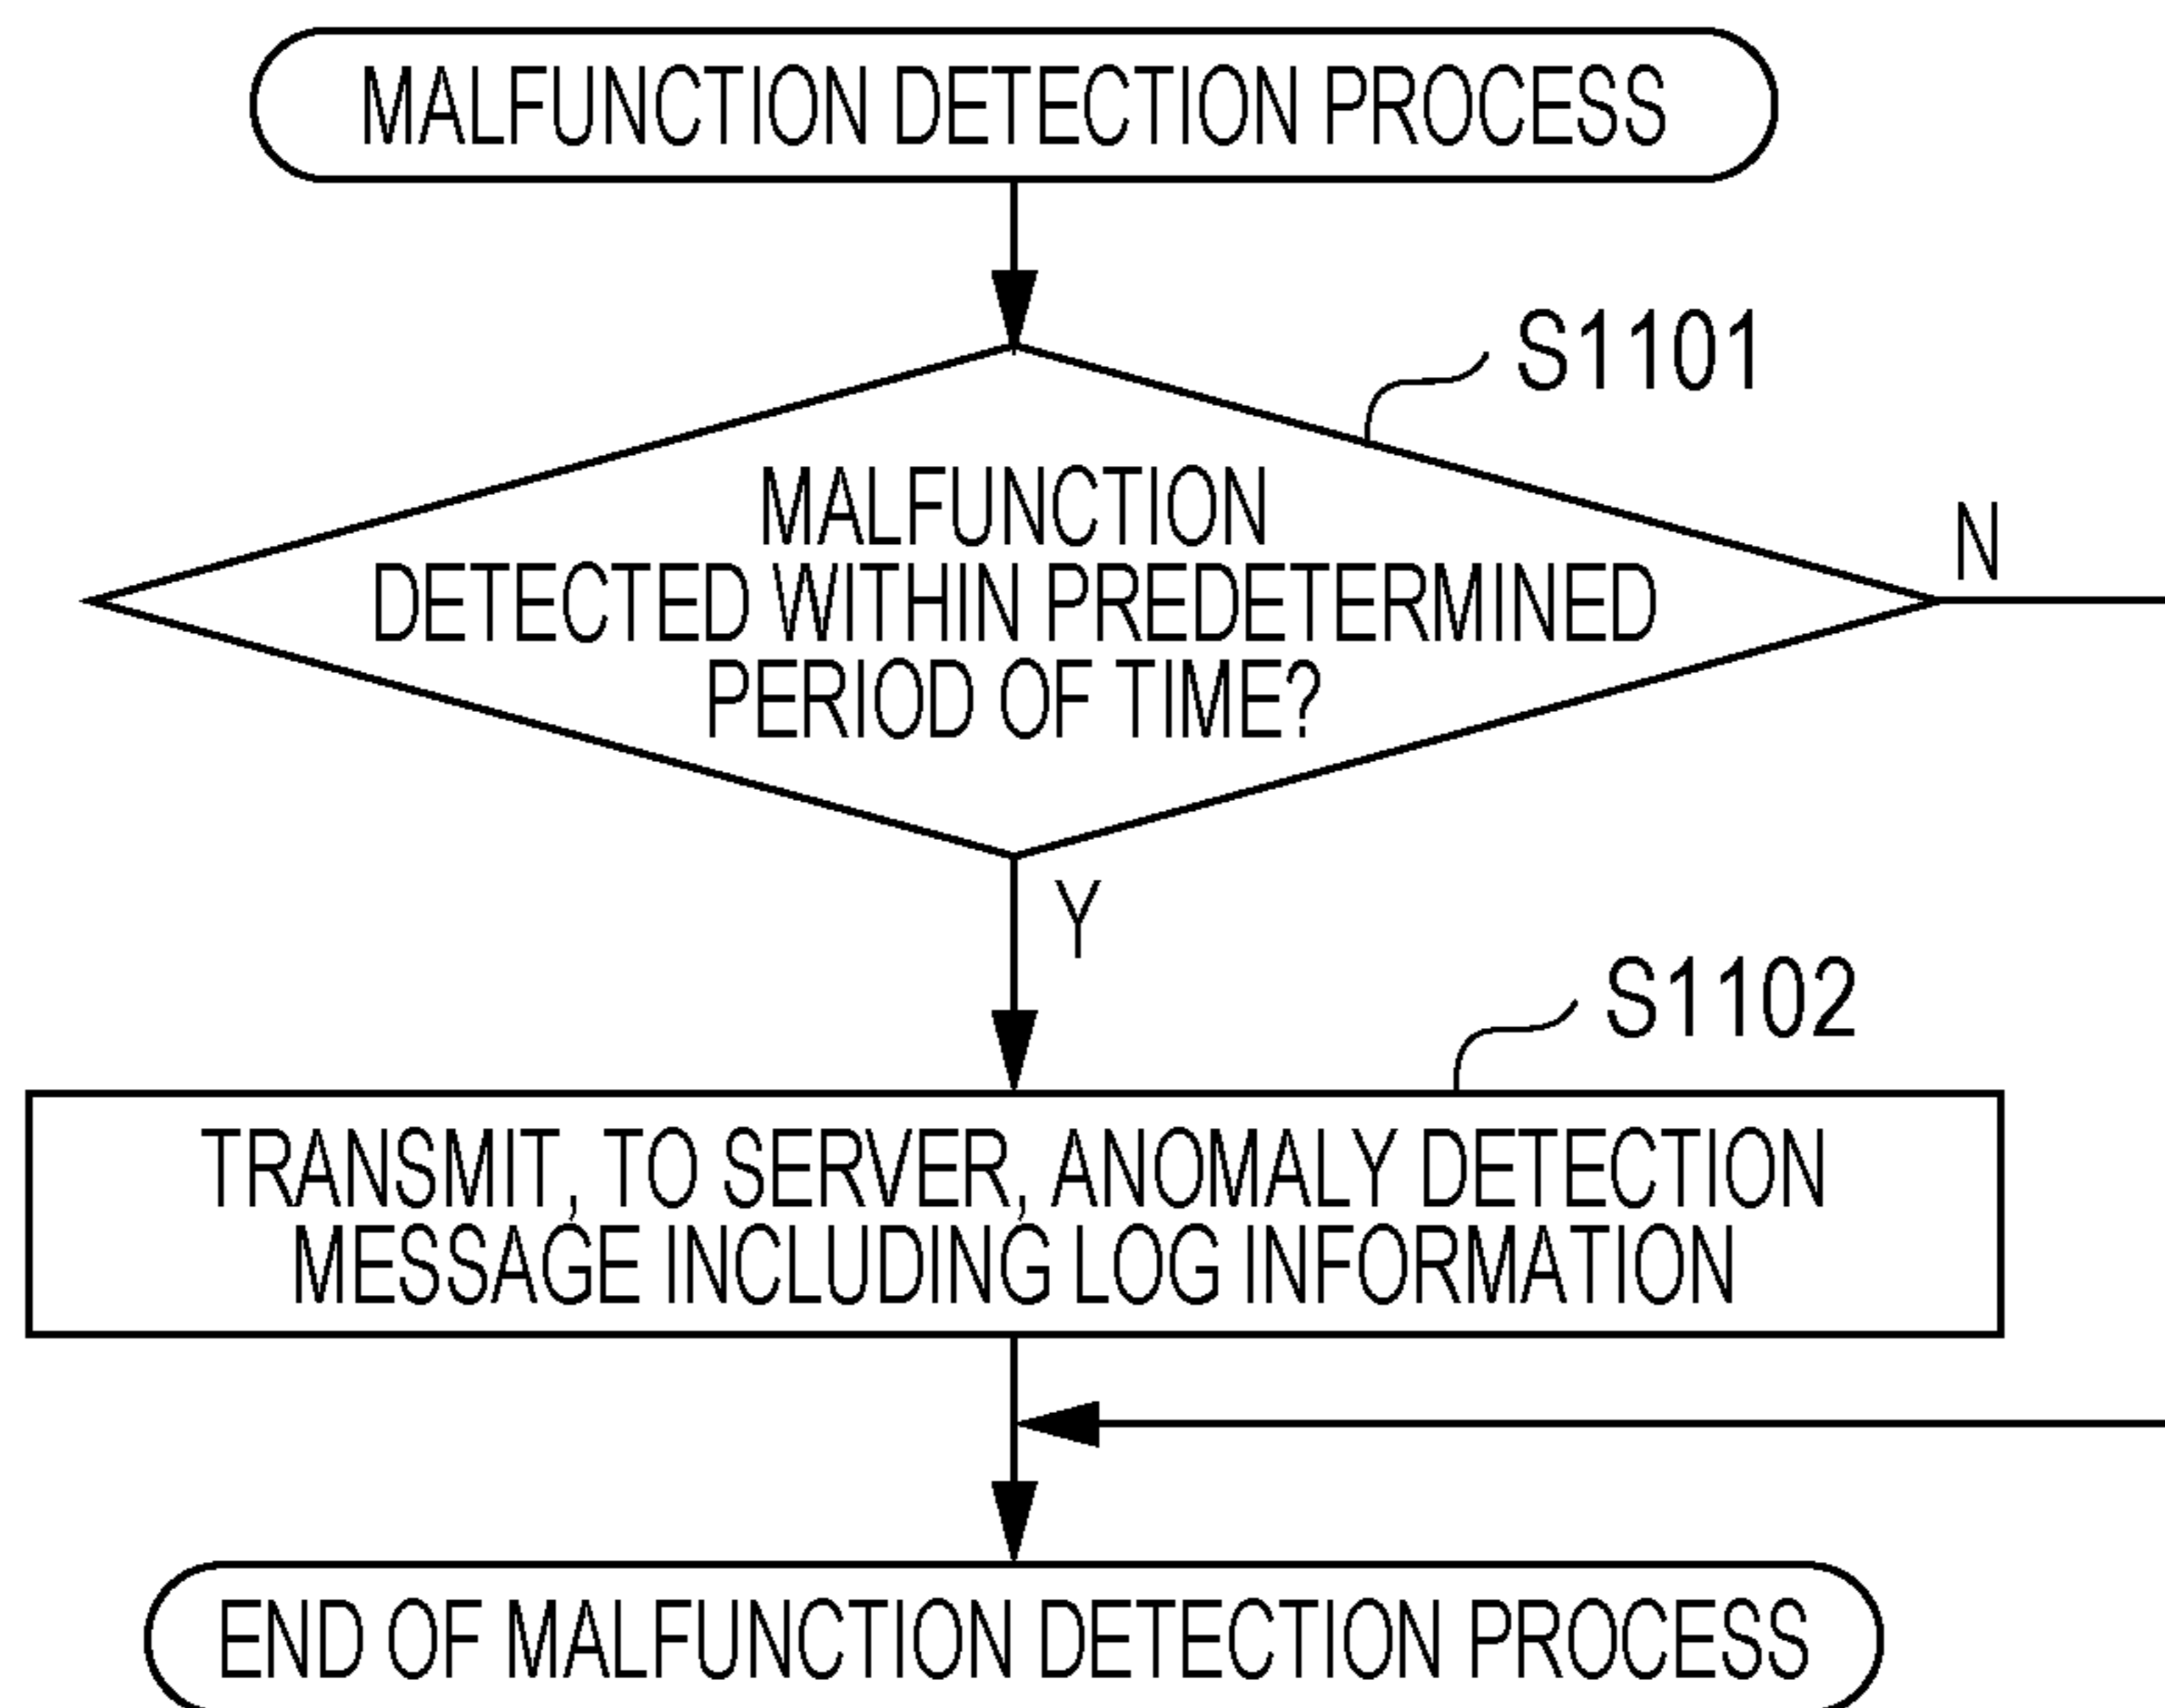 MALFUNCTION DETECTION PROCESS
S1101
MALFUNCTION
DETECTED WITHIN PREDETERMINED
PERIOD OF TIME?
N
Y
S1102
TRANSMIT, TO SERVER, ANOMALY DETECTION
MESSAGE INCLUDING LOG INFORMATION
END OF MALFUNCTION DETECTION PROCESS